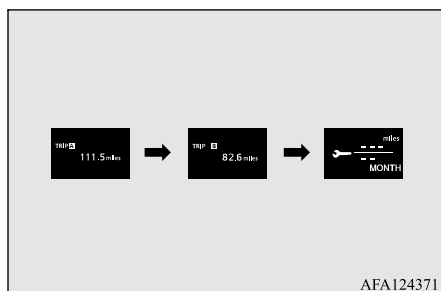 TRIP A
111.5 miles
TRIP B
82.6 miles
miles
---
--
MONTH
AFA124371